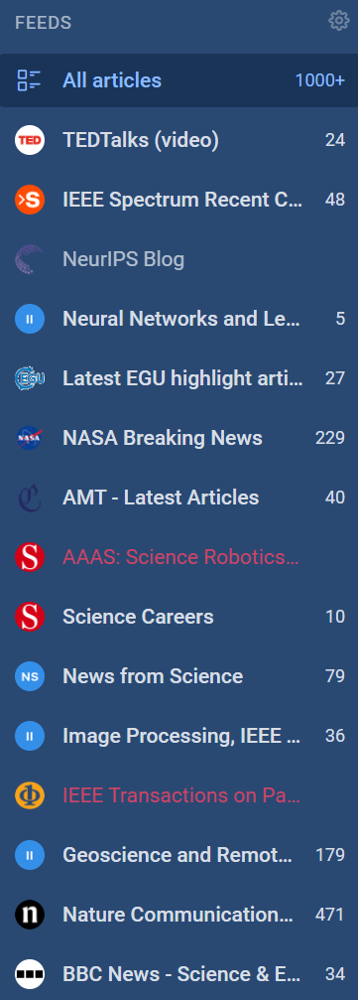 FEEDS
All articles 1000+
TED TEDTalks (video) 24
S IEEE Spectrum Recent C... 48
NeurIPS Blog
II Neural Networks and Le... 5
EGU Latest EGU highlight arti... 27
NASA NASA Breaking News 229
AMT - Latest Articles 40
S AAAS: Science Robotics...
S Science Careers 10
NS News from Science 79
II Image Processing, IEEE ... 36
Φ IEEE Transactions on Pa...
II Geoscience and Remot... 179
n Nature Communication... 471
BBC News - Science & E... 34